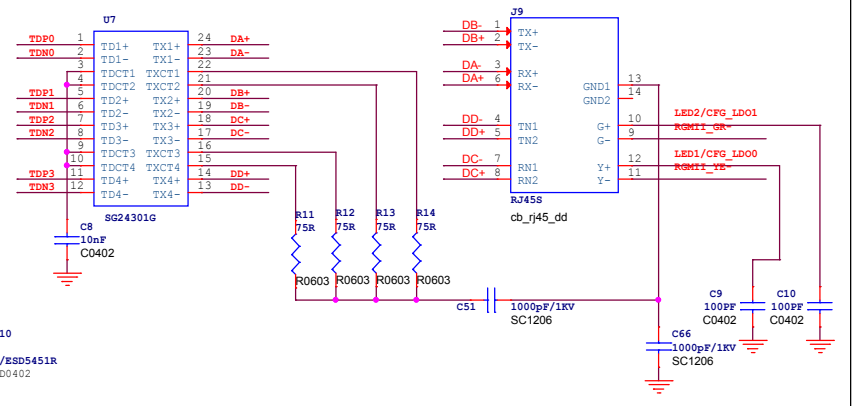 U7
TDP0 1 TD1+ TX1+ 24 DA+
TDN0 2 TD1- TX1- 23 DA-
3 TDCT1 TXCT1 22
4 TDCT2 TXCT2 21
TDP1 5 TD2+ TX2+ 20 DB+
TDN1 6 TD2- TX2- 19 DB-
TDP2 7 TD3+ TX3+ 18 DC+
TDN2 8 TD3- TX3- 17 DC-
9 TDCT3 TXCT3 16
10 TDCT4 TXCT4 15
TDP3 11 TD4+ TX4+ 14 DD+
TDN3 12 TD4- TX4- 13 DD-
SG24301G
C8
10nF
C0402
J9
DB- 1 TX+
DB+ 2 TX-
DA- 3 RX+
DA+ 6 RX-
GND1 13
GND2 14
DD- 4 TN1 G+ 10 LED2/CFG_LDO1
DD+ 5 TN2 G- 9 RGMII_GR-
DC- 7 RN1 Y+ 12 LED1/CFG_LDO0
DC+ 8 RN2 Y- 11 RGMII_YE-
RJ45S
cb_rj45_dd
R11 R12 R13 R14
75R 75R 75R 75R
R0603 R0603 R0603 R0603
C51 1000pF/1KV
SC1206
C66
1000pF/1KV
SC1206
C9 C10
100PF 100PF
C0402 C0402
10
/ESD5451R
D0402